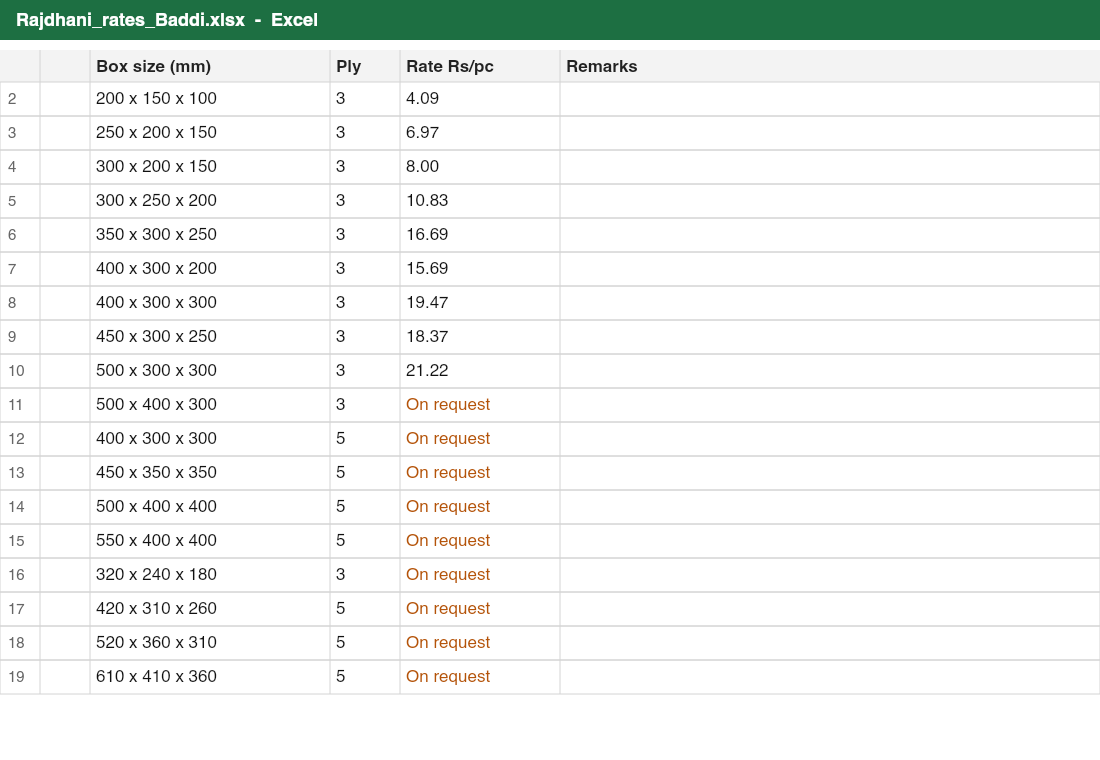 Rajdhani_rates_Baddi.xlsx - Excel
Box size (mm) Ply Rate Rs/pc Remarks
2 200 x 150 x 100 3 4.09
3 250 x 200 x 150 3 6.97
4 300 x 200 x 150 3 8.00
5 300 x 250 x 200 3 10.83
6 350 x 300 x 250 3 16.69
7 400 x 300 x 200 3 15.69
8 400 x 300 x 300 3 19.47
9 450 x 300 x 250 3 18.37
10 500 x 300 x 300 3 21.22
11 500 x 400 x 300 3 On request
12 400 x 300 x 300 5 On request
13 450 x 350 x 350 5 On request
14 500 x 400 x 400 5 On request
15 550 x 400 x 400 5 On request
16 320 x 240 x 180 3 On request
17 420 x 310 x 260 5 On request
18 520 x 360 x 310 5 On request
19 610 x 410 x 360 5 On request